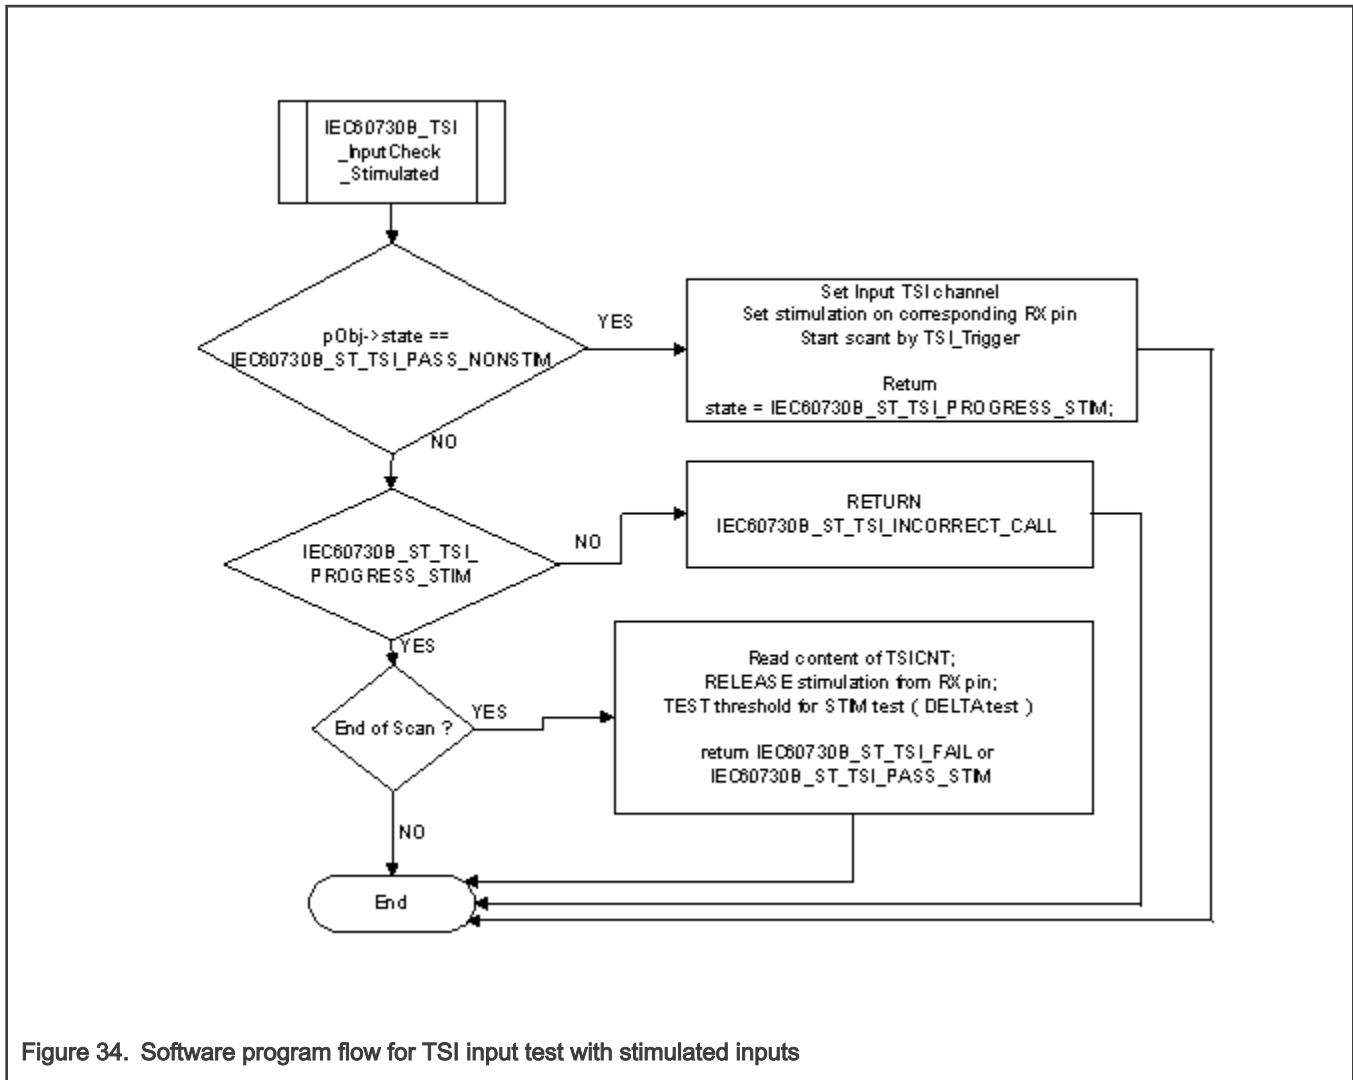 IEC60730B_TSI
_InputCheck
_Stimulated
pObj->state ==
IEC60730B_ST_TSI_PASS_NONSTIM
YES
Set Input TSI channel
Set stimulation on corresponding RX pin
Start scant by TSI_Trigger
Return
state = IEC60730B_ST_TSI_PROGRESS_STIM;
NO
IEC60730B_ST_TSI_
PROGRESS_STIM
NO
RETURN
IEC60730B_ST_TSI_INCORRECT_CALL
YES
End of Scan ?
YES
Read content of TSICNT;
RELEASE stimulation from RX pin;
TEST threshold for STIM test ( DELTA test )
return IEC60730B_ST_TSI_FAIL or
IEC60730B_ST_TSI_PASS_STIM
NO
End
Figure 34. Software program flow for TSI input test with stimulated inputs